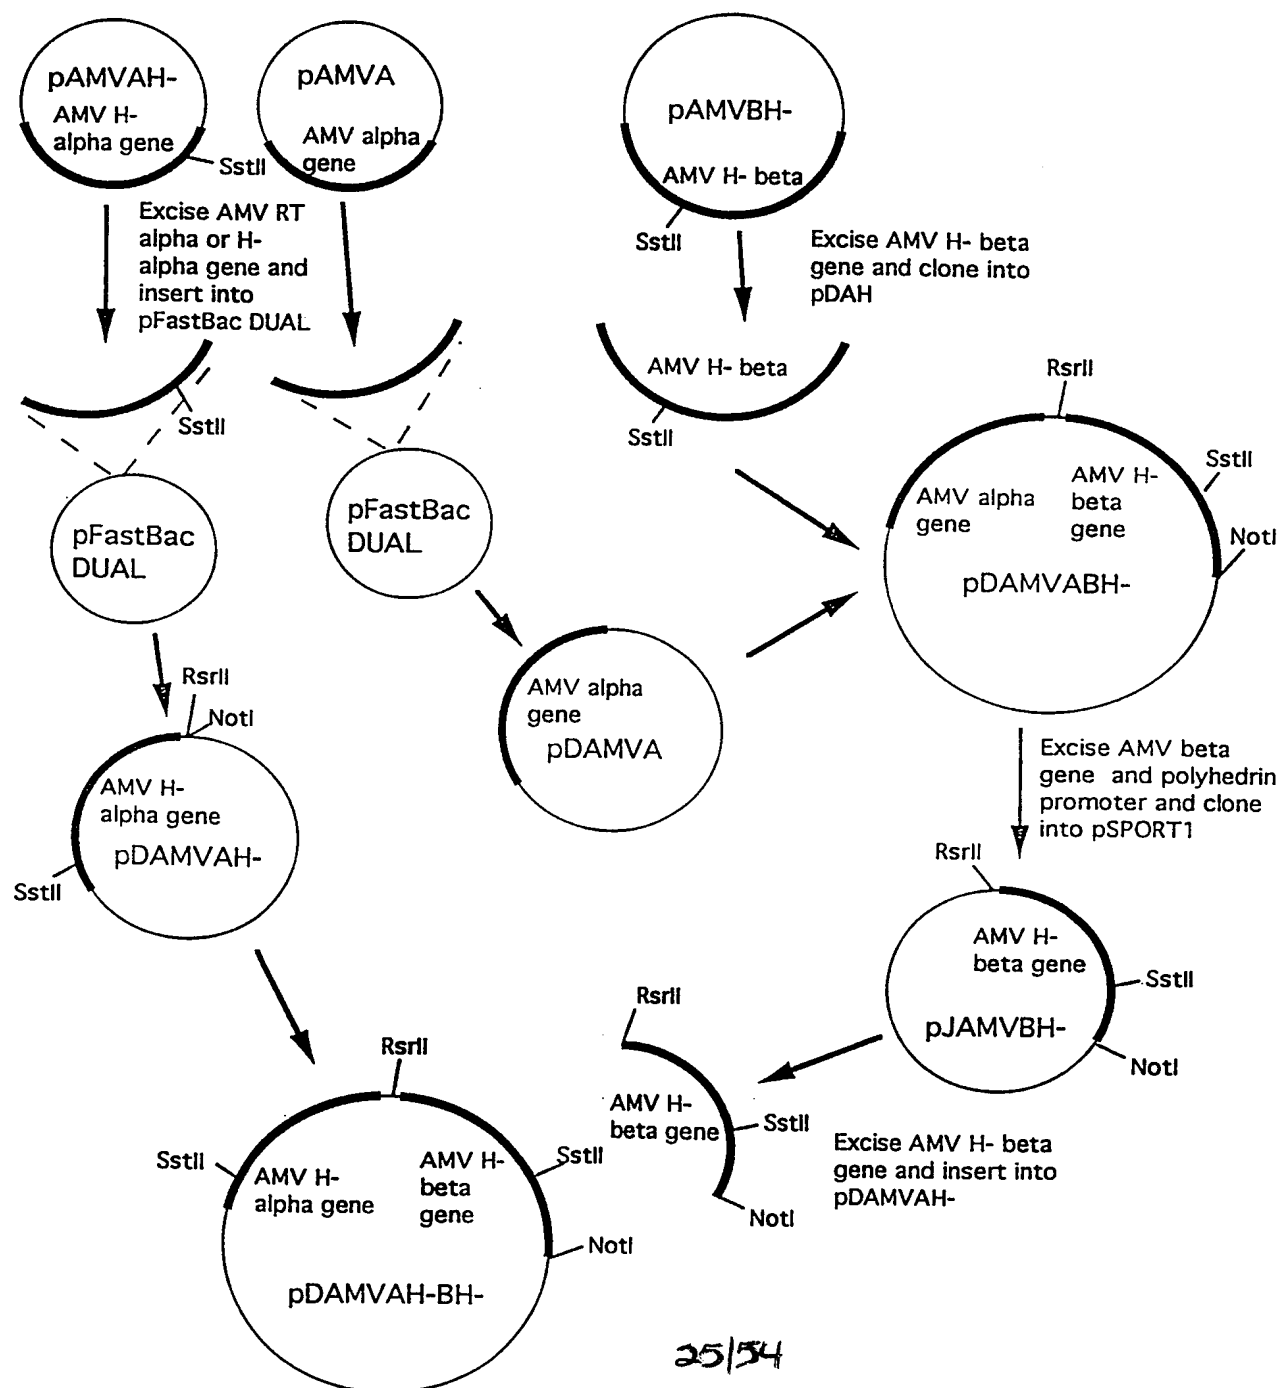 pAMVAH-
AMV H-
alpha gene
SstII
pAMVA
AMV alpha
gene
pAMVBH-
AMV H- beta
SstII
Excise AMV RT
alpha or H-
alpha gene and
insert into
pFastBac DUAL
Excise AMV H- beta
gene and clone into
pDAH
SstII
AMV H- beta
SstII
pFastBac
DUAL
pFastBac
DUAL
RsrII
SstII
NotI
AMV alpha
gene
AMV H-
beta
gene
pDAMVABH-
RsrII
NotI
AMV H-
alpha gene
pDAMVAH-
SstII
AMV alpha
gene
pDAMVA
Excise AMV beta
gene and polyhedrin
promoter and clone
into pSPORT1
RsrII
AMV H-
beta gene
SstII
pJAMVBH-
NotI
RsrII
AMV H-
beta gene
SstII
NotI
Excise AMV H- beta
gene and insert into
pDAMVAH-
RsrII
SstII
AMV H-
alpha gene
AMV H-
beta
gene
SstII
NotI
pDAMVAH-BH-
25/54